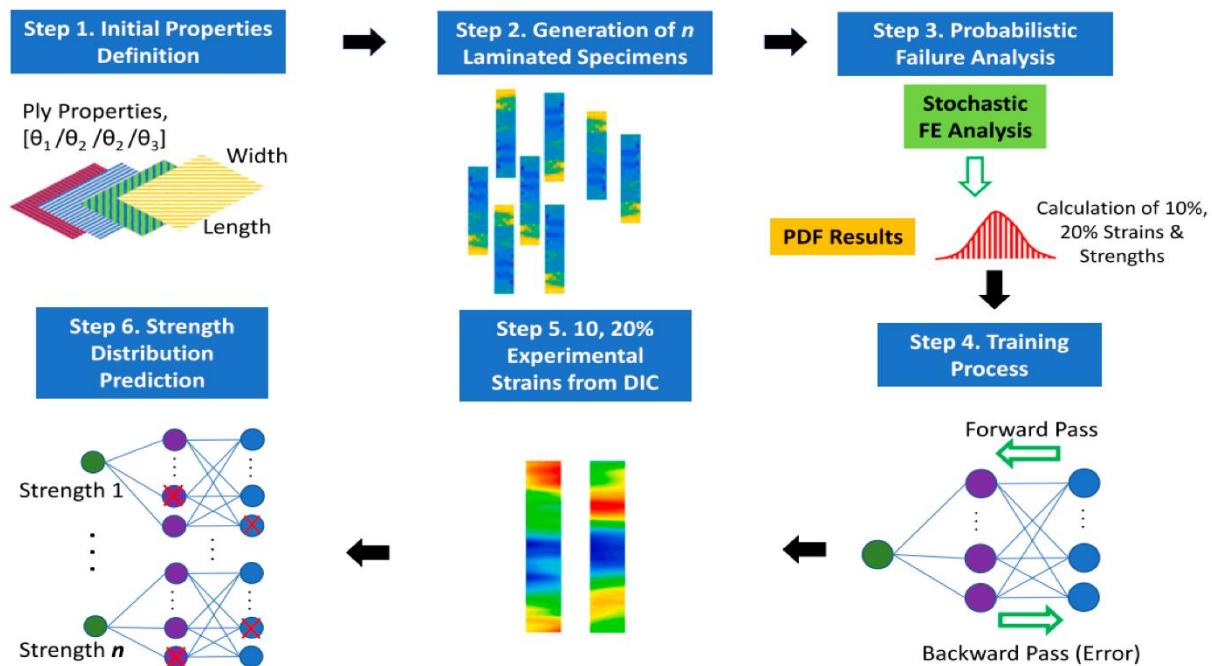 Step 1. Initial Properties
Definition
Ply Properties,
[θ₁/θ₂/θ₂/θ₃]
Width
Length
Step 2. Generation of n
Laminated Specimens
Step 3. Probabilistic
Failure Analysis
Stochastic
FE Analysis
PDF Results
Calculation of 10%,
20% Strains &
Strengths
Step 4. Training
Process
Forward Pass
Backward Pass (Error)
Step 5. 10, 20%
Experimental
Strains from DIC
Step 6. Strength
Distribution
Prediction
Strength 1
Strength n